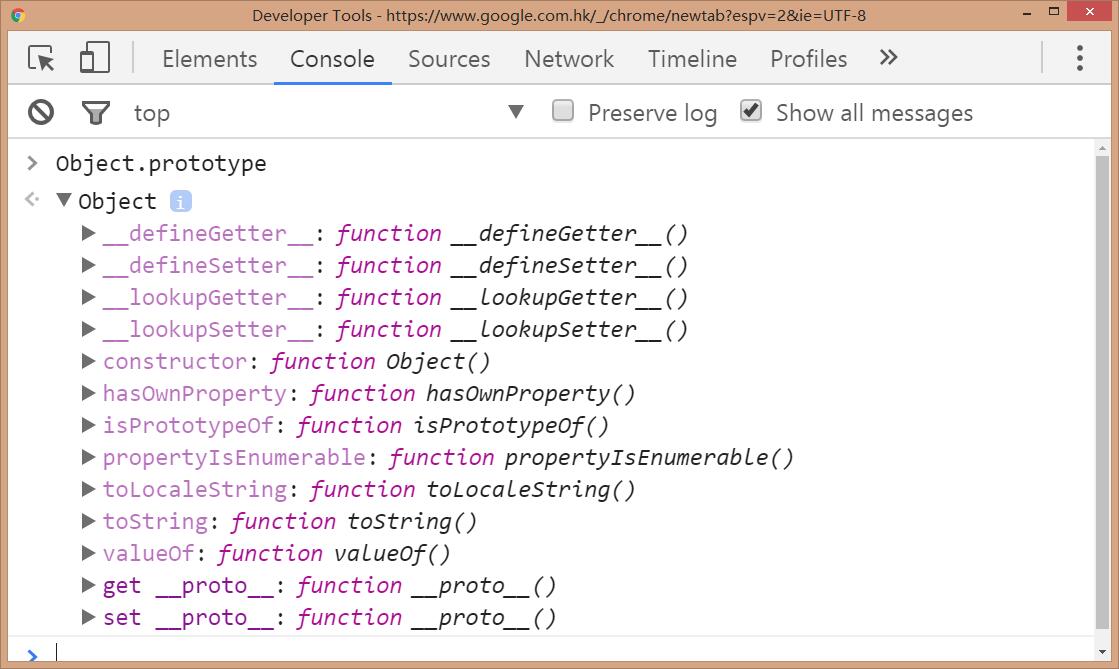 Developer Tools - https://www.google.com.hk/_/chrome/newtab?espv=2&ie=UTF-8
Elements Console Sources Network Timeline Profiles »
top ▼ Preserve log Show all messages
> Object.prototype
▼ Object i
▶ __defineGetter__: function __defineGetter__()
▶ __defineSetter__: function __defineSetter__()
▶ __lookupGetter__: function __lookupGetter__()
▶ __lookupSetter__: function __lookupSetter__()
▶ constructor: function Object()
▶ hasOwnProperty: function hasOwnProperty()
▶ isPrototypeOf: function isPrototypeOf()
▶ propertyIsEnumerable: function propertyIsEnumerable()
▶ toLocaleString: function toLocaleString()
▶ toString: function toString()
▶ valueOf: function valueOf()
▶ get __proto__: function __proto__()
▶ set __proto__: function __proto__()
>